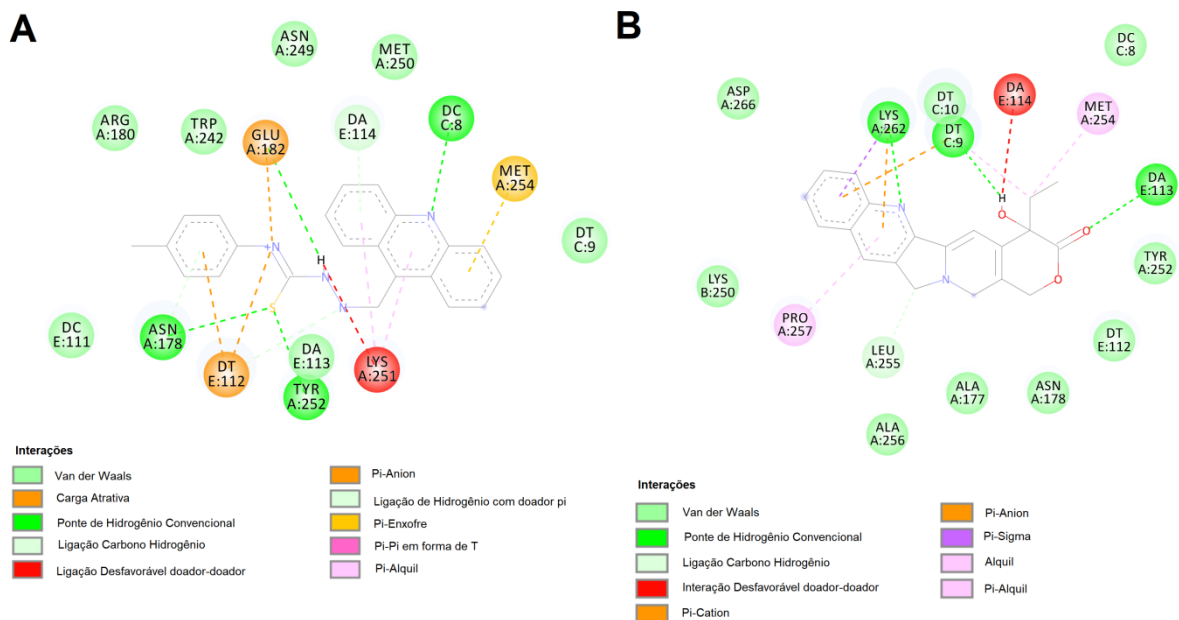 A
ASN
A:249
MET
A:250
ARG
A:180
TRP
A:242
GLU
A:182
DA
E:114
DC
C:8
MET
A:254
DT
C:9
+N
N
H
N
N
S
DC
E:111
ASN
A:178
DT
E:112
DA
E:113
TYR
A:252
LYS
A:251
Interações
Van der Waals
Carga Atrativa
Ponte de Hidrogênio Convencional
Ligação Carbono Hidrogênio
Ligação Desfavorável doador-doador
Pi-Anion
Ligação de Hidrogênio com doador pi
Pi-Enxofre
Pi-Pi em forma de T
Pi-Alquil
B
DC
C:8
ASP
A:266
LYS
A:262
DT
C:10
DT
C:9
DA
E:114
MET
A:254
DA
E:113
H
O
N
O
O
N
TYR
A:252
LYS
B:250
PRO
A:257
LEU
A:255
DT
E:112
ALA
A:177
ASN
A:178
ALA
A:256
Interações
Van der Waals
Ponte de Hidrogênio Convencional
Ligação Carbono Hidrogênio
Interação Desfavorável doador-doador
Pi-Cation
Pi-Anion
Pi-Sigma
Alquil
Pi-Alquil